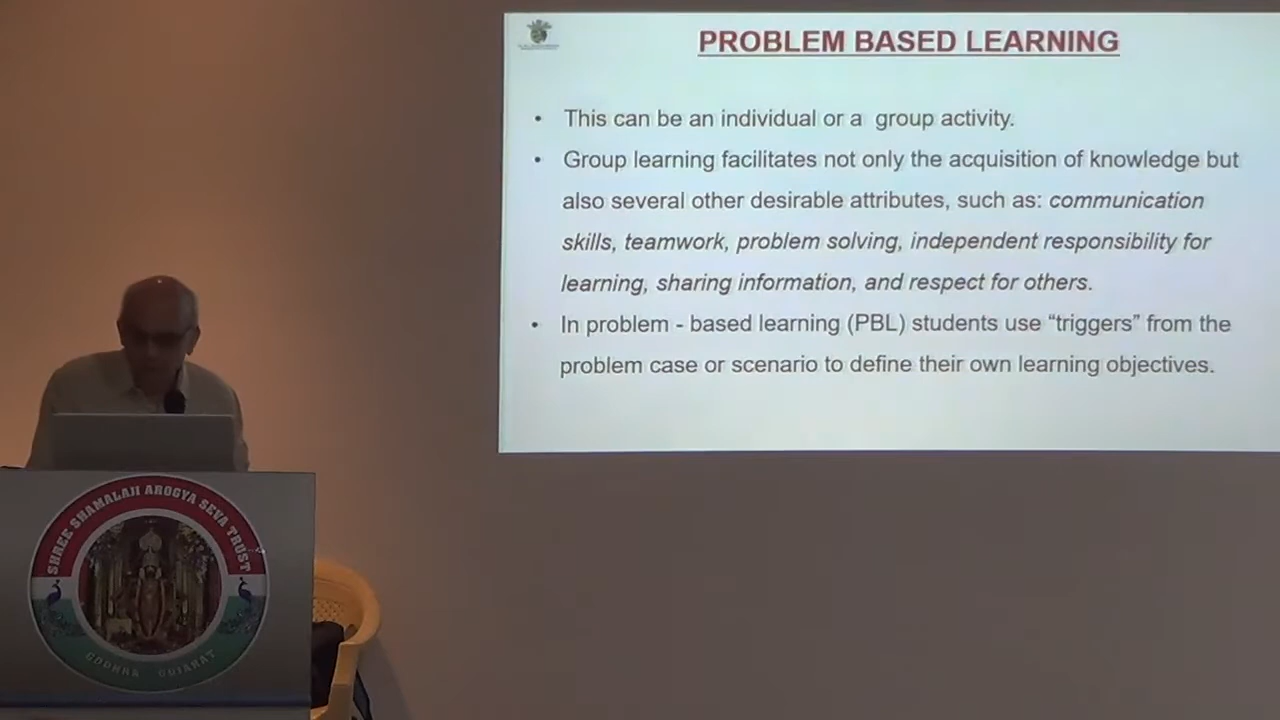 PROBLEM BASED LEARNING
• This can be an individual or a group activity.
• Group learning facilitates not only the acquisition of knowledge but
also several other desirable attributes, such as: communication
skills, teamwork, problem solving, independent responsibility for
learning, sharing information, and respect for others.
• In problem - based learning (PBL) students use “triggers” from the
problem case or scenario to define their own learning objectives.
SHREE SHAMALAJI AROGYA SEVA TRUST
GODHRA GUJARAT